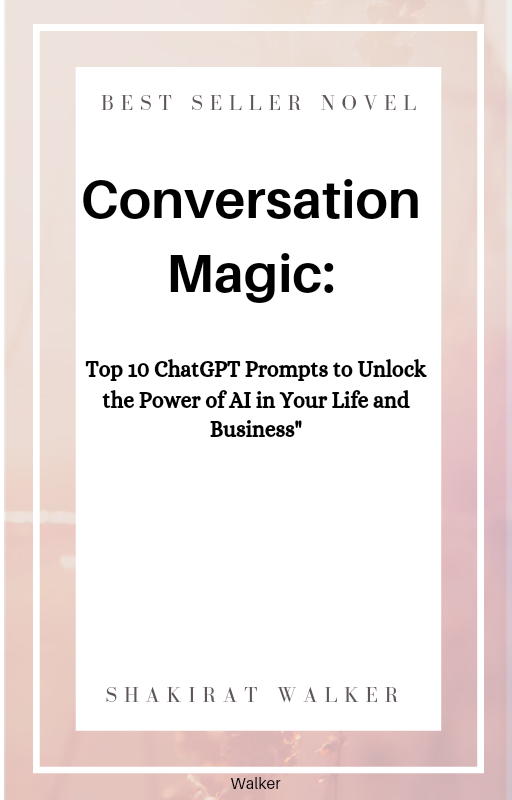 BEST SELLER NOVEL
Conversation
Magic:
Top 10 ChatGPT Prompts to Unlock
the Power of AI in Your Life and
Business"
SHAKIRAT WALKER
Walker